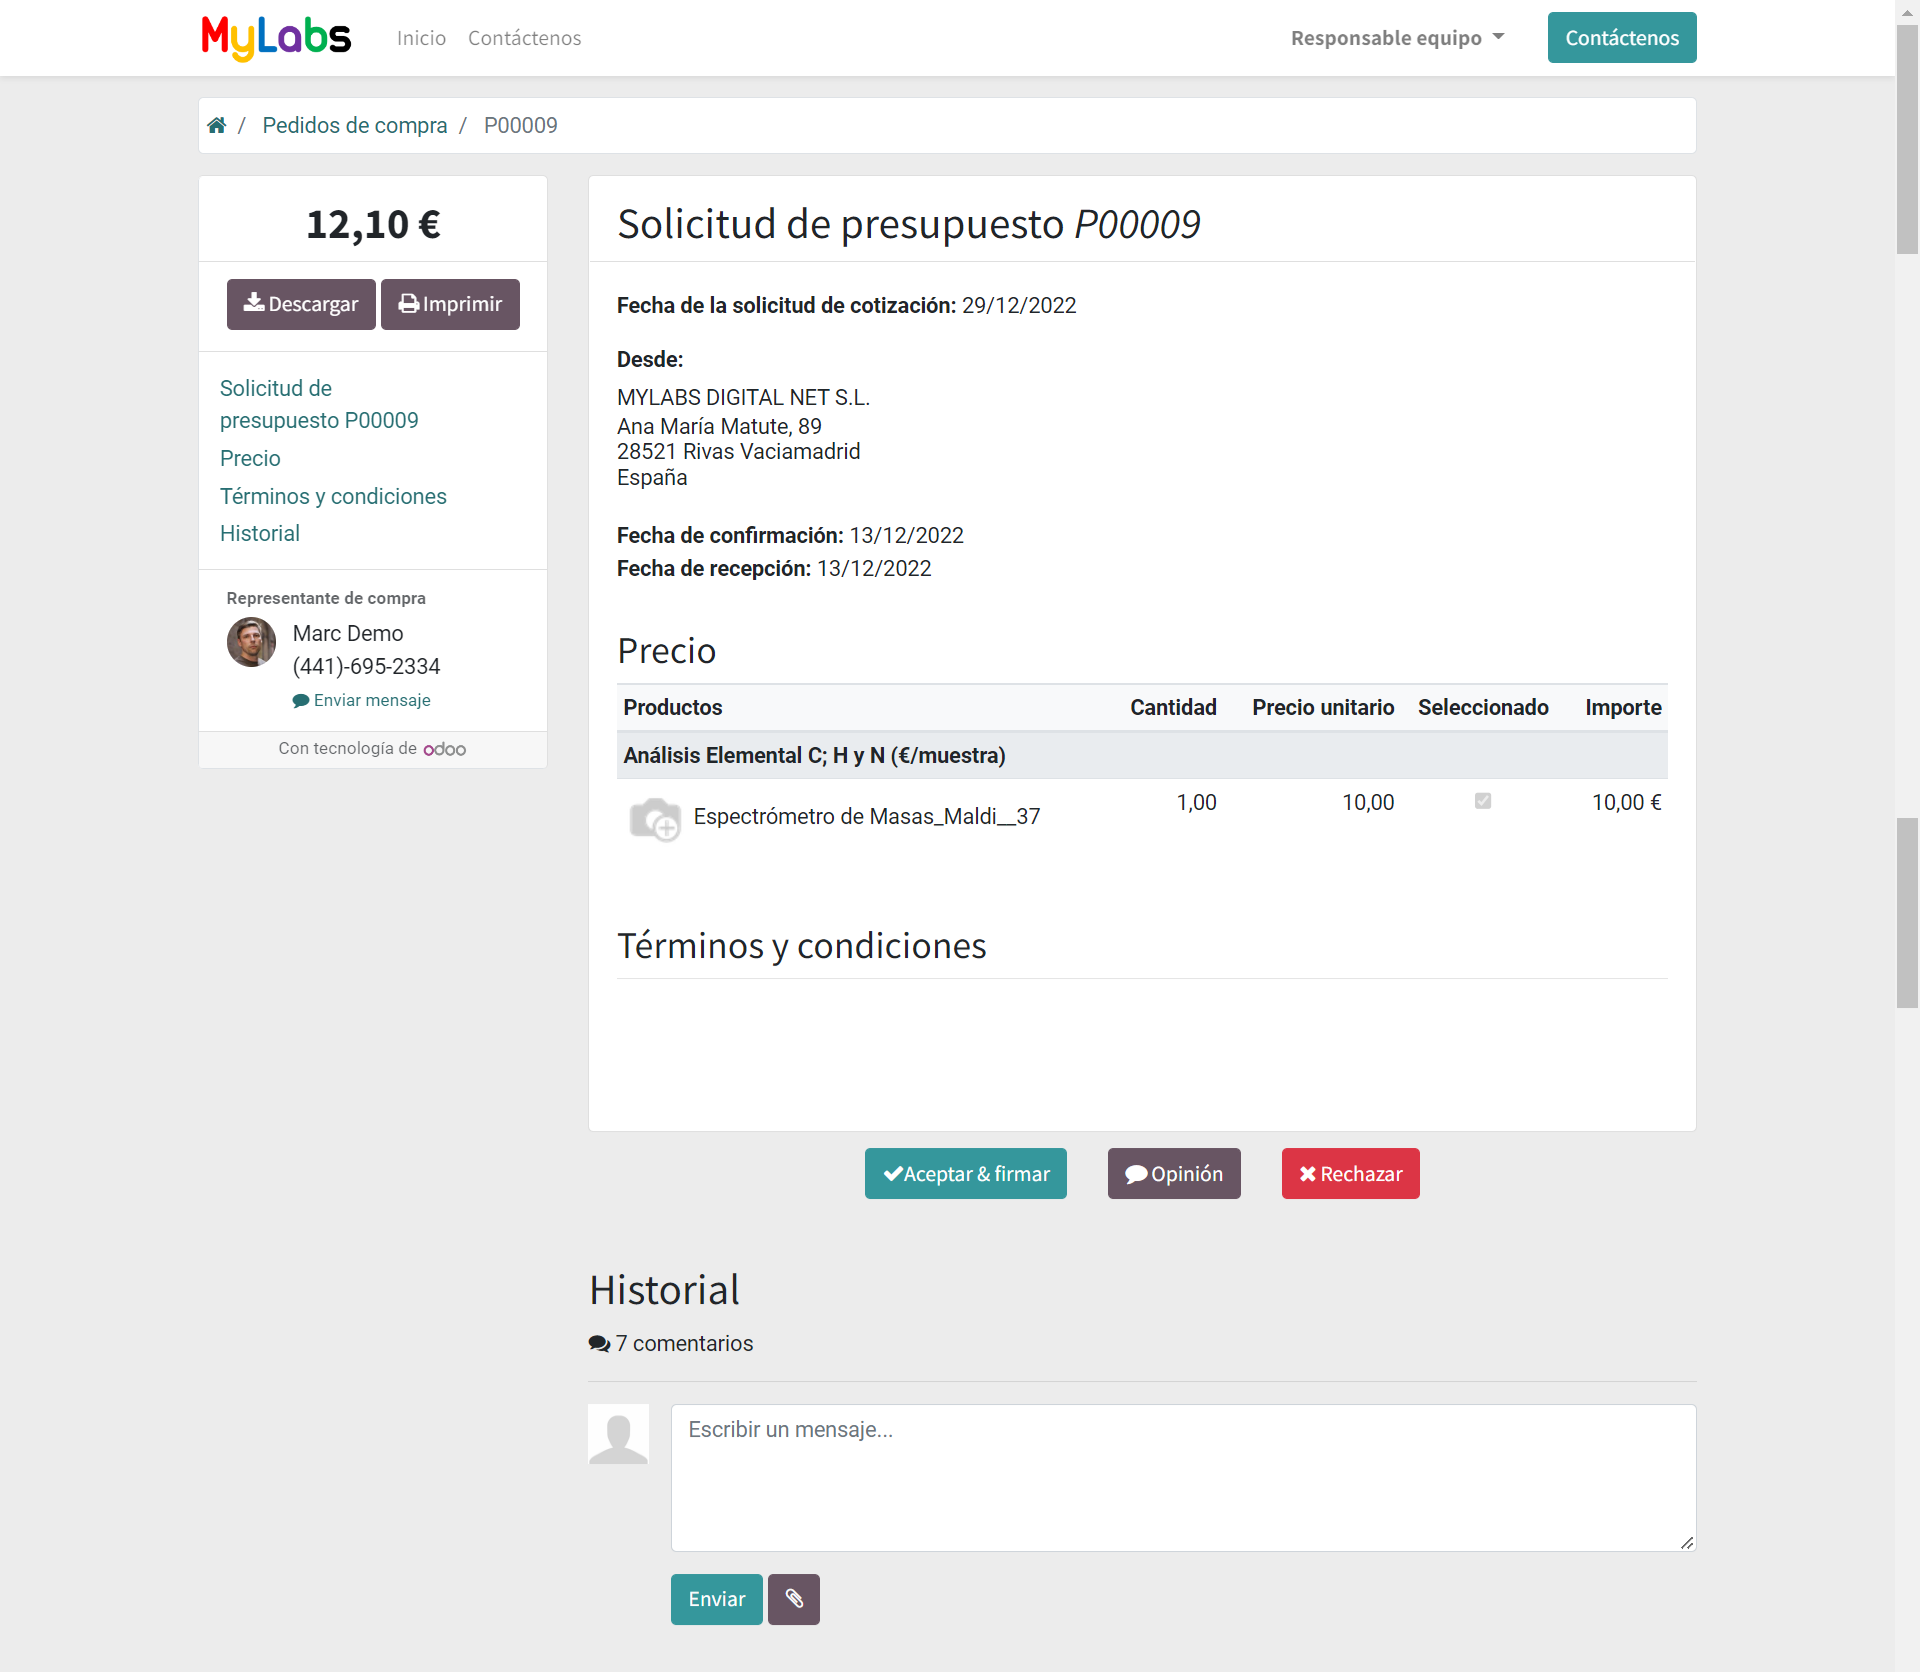 MyLabs
Inicio Contáctenos
Responsable equipo
Contáctenos
/ Pedidos de compra / P00009
12,10 €
Descargar
Imprimir
Solicitud de
presupuesto P00009
Precio
Términos y condiciones
Historial
Representante de compra
Marc Demo
(441)-695-2334
Enviar mensaje
Con tecnología de odoo
Solicitud de presupuesto P00009
Fecha de la solicitud de cotización: 29/12/2022
Desde:
MYLABS DIGITAL NET S.L.
Ana María Matute, 89
28521 Rivas Vaciamadrid
España
Fecha de confirmación: 13/12/2022
Fecha de recepción: 13/12/2022
Precio
Productos Cantidad Precio unitario Seleccionado Importe
Análisis Elemental C; H y N (€/muestra)
Espectrómetro de Masas_Maldi__37 1,00 10,00 10,00 €
Términos y condiciones
Aceptar & firmar
Opinión
Rechazar
Historial
7 comentarios
Escribir un mensaje...
Enviar